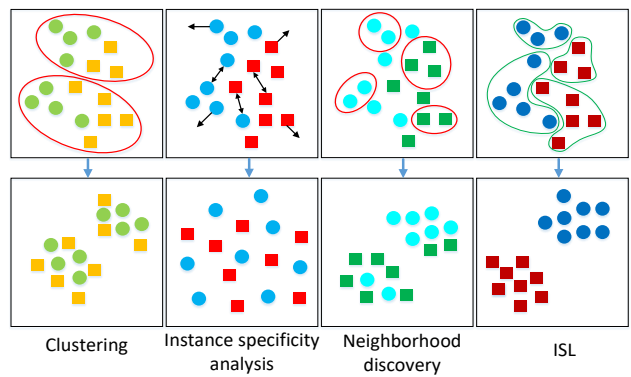 Clustering
Instance specificity
analysis
Neighborhood
discovery
ISL